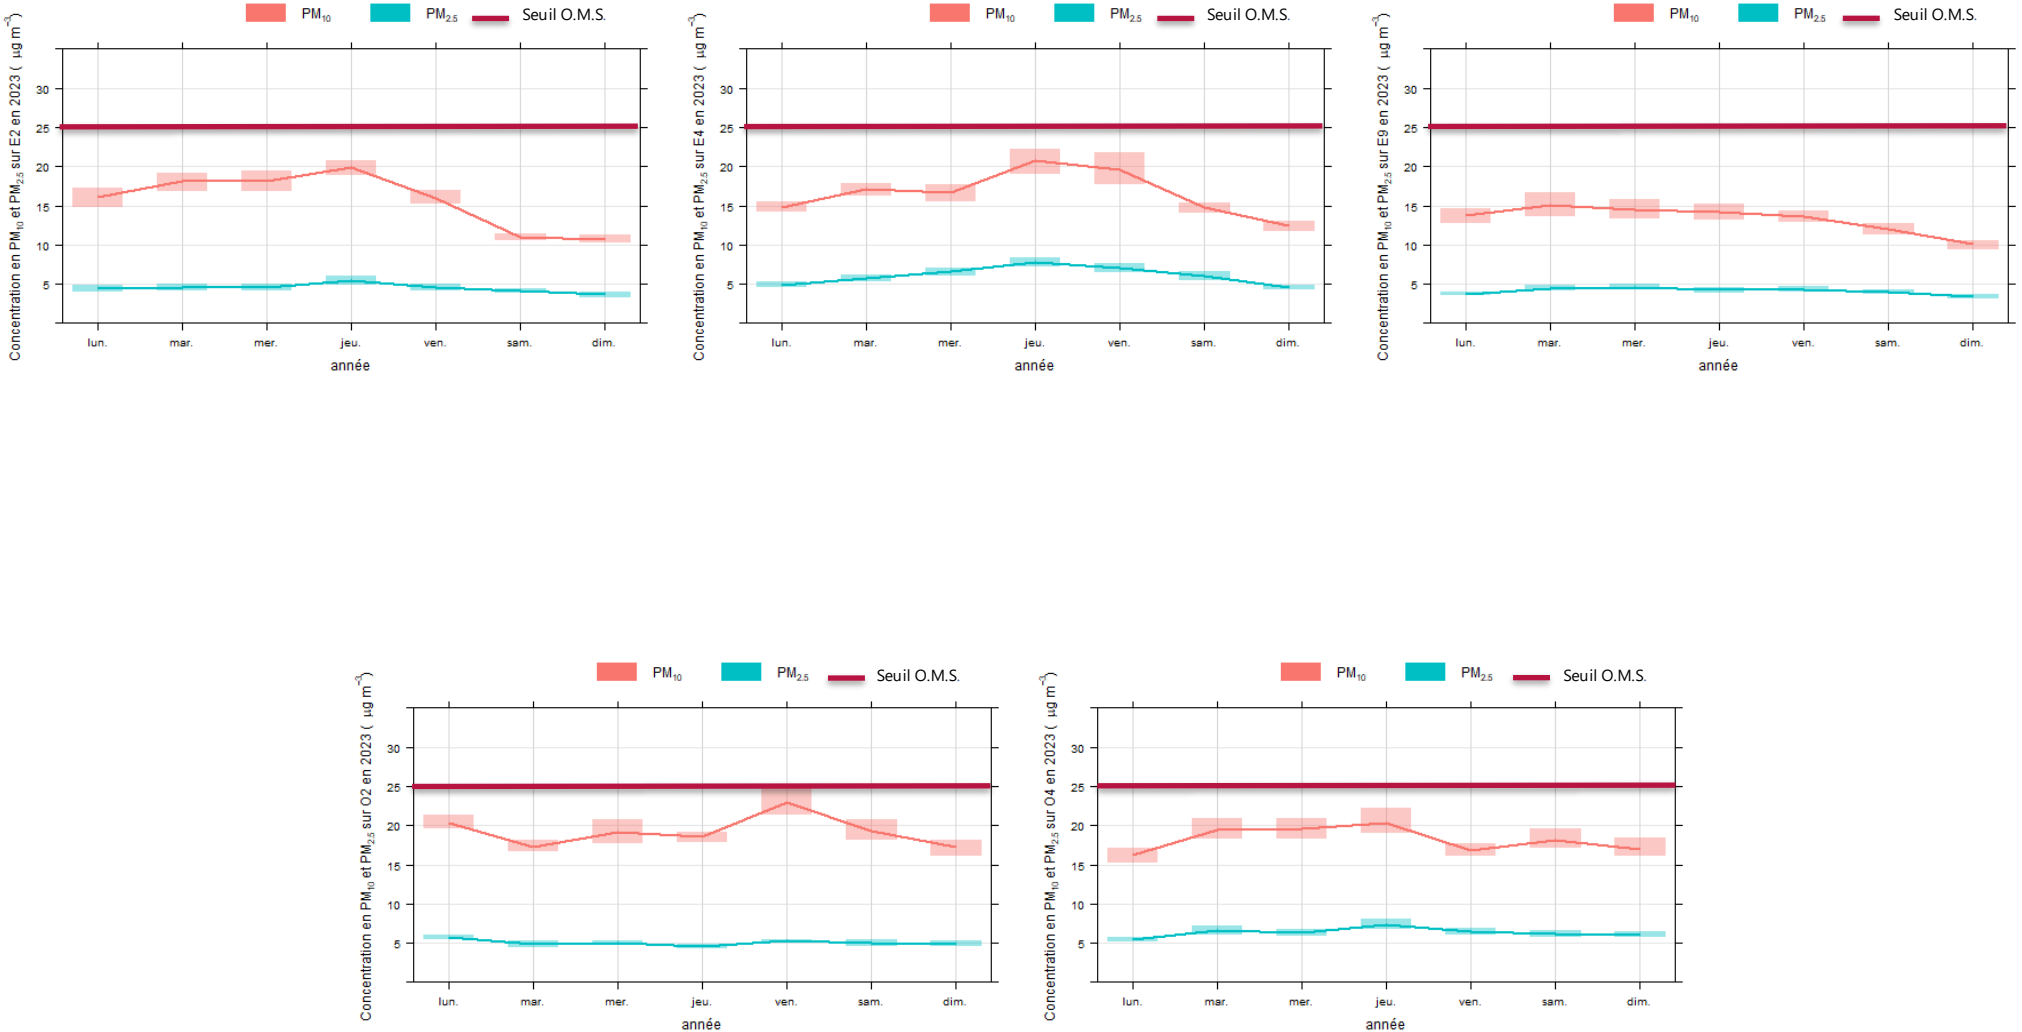 PM10 PM2.5 Seuil O.M.S.
Concentration en PM10 et PM2.5 sur E2 en 2023 ( μg m−3)
30
25
20
15
10
5
lun. mar. mer. jeu. ven. sam. dim.
année
PM10 PM2.5 Seuil O.M.S.
Concentration en PM10 et PM2.5 sur E4 en 2023 ( μg m−3)
30
25
20
15
10
5
lun. mar. mer. jeu. ven. sam. dim.
année
PM10 PM2.5 Seuil O.M.S.
Concentration en PM10 et PM2.5 sur E9 en 2023 ( μg m−3)
30
25
20
15
10
5
lun. mar. mer. jeu. ven. sam. dim.
année
PM10 PM2.5 Seuil O.M.S.
Concentration en PM10 et PM2.5 sur O2 en 2023 ( μg m−3)
30
25
20
15
10
5
lun. mar. mer. jeu. ven. sam. dim.
année
PM10 PM2.5 Seuil O.M.S.
Concentration en PM10 et PM2.5 sur O4 en 2023 ( μg m−3)
30
25
20
15
10
5
lun. mar. mer. jeu. ven. sam. dim.
année